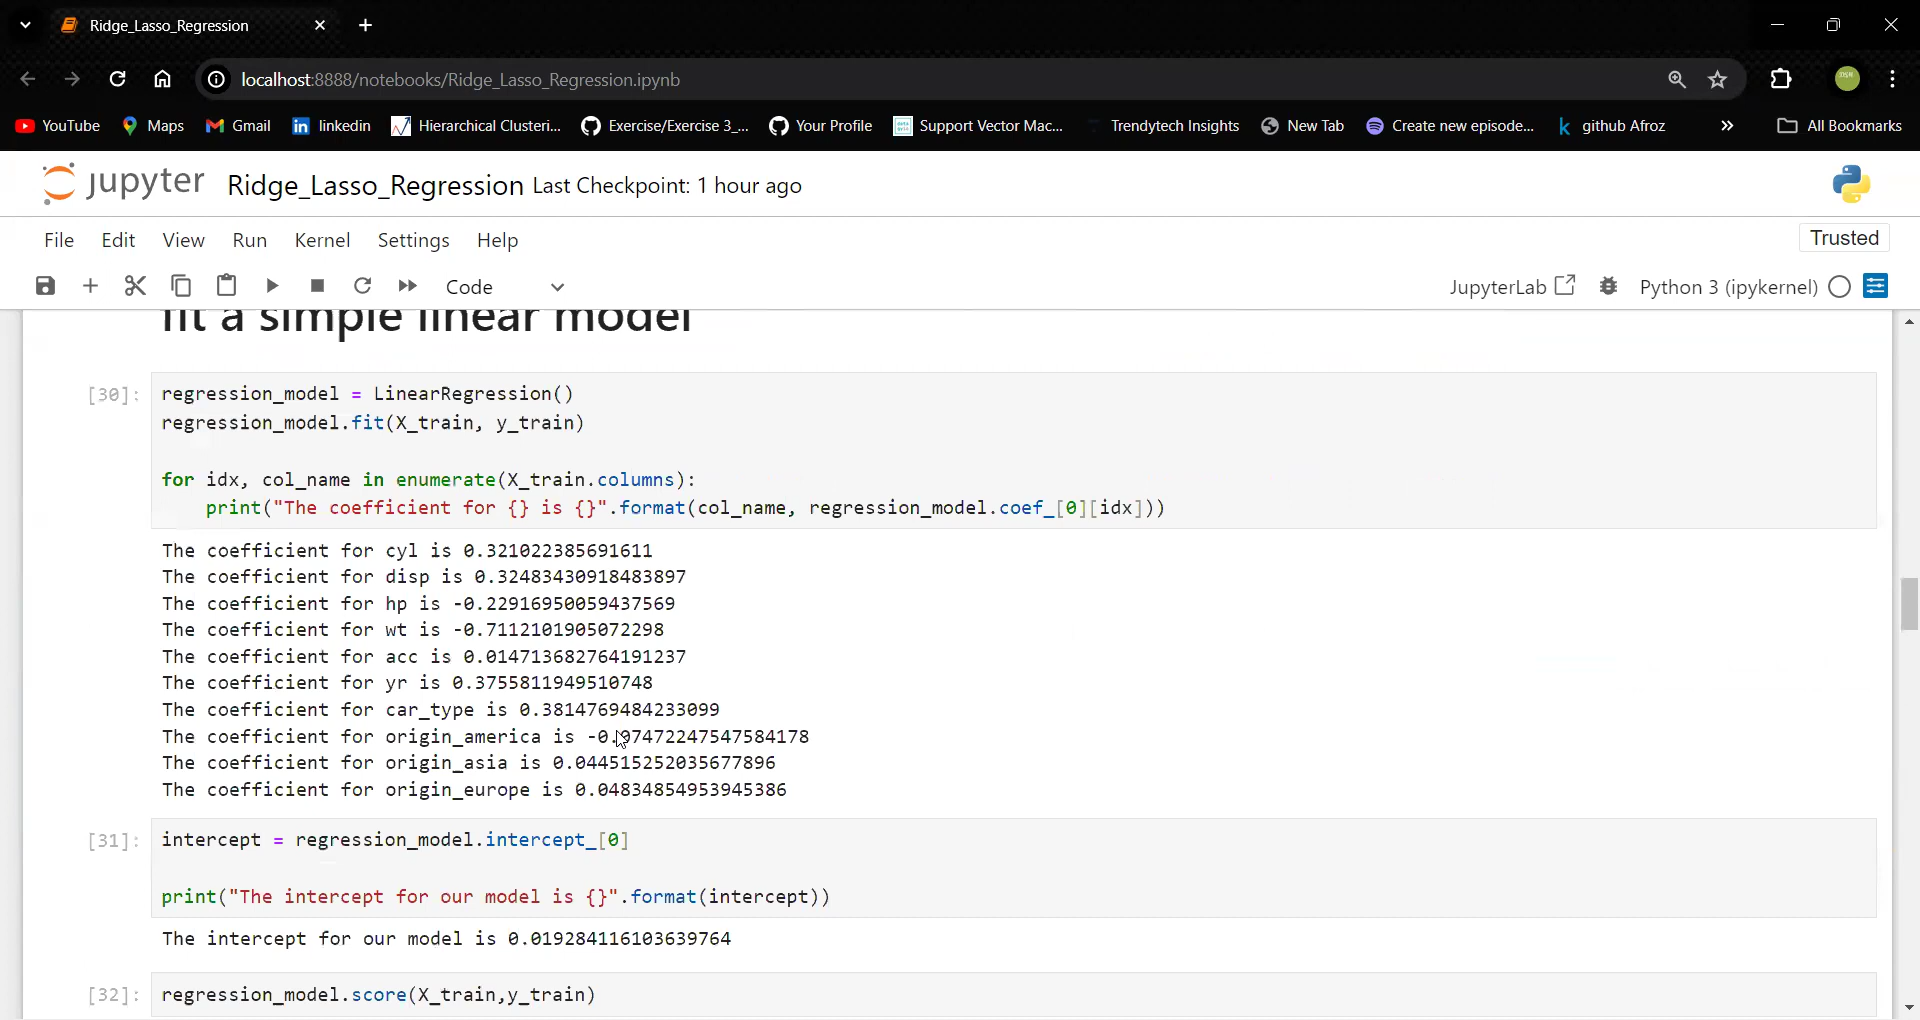 Ridge_Lasso_Regression
localhost:8888/notebooks/Ridge_Lasso_Regression.ipynb
YouTube Maps Gmail linkedin Hierarchical Clusteri... Exercise/Exercise 3_... Your Profile Support Vector Mac... Trendytech Insights New Tab Create new episode... github Afroz All Bookmarks
jupyter Ridge_Lasso_Regression Last Checkpoint: 1 hour ago
File Edit View Run Kernel Settings Help Trusted
Code JupyterLab Python 3 (ipykernel)
fit a simple linear model
[30]: regression_model = LinearRegression()
regression_model.fit(X_train, y_train)
for idx, col_name in enumerate(X_train.columns):
print("The coefficient for {} is {}".format(col_name, regression_model.coef_[0][idx]))
The coefficient for cyl is 0.321022385691611
The coefficient for disp is 0.32483430918483897
The coefficient for hp is -0.22916950059437569
The coefficient for wt is -0.7112101905072298
The coefficient for acc is 0.014713682764191237
The coefficient for yr is 0.3755811949510748
The coefficient for car_type is 0.3814769484233099
The coefficient for origin_america is -0.07472247547584178
The coefficient for origin_asia is 0.044515252035677896
The coefficient for origin_europe is 0.04834854953945386
[31]: intercept = regression_model.intercept_[0]
print("The intercept for our model is {}".format(intercept))
The intercept for our model is 0.019284116103639764
[32]: regression_model.score(X_train,y_train)